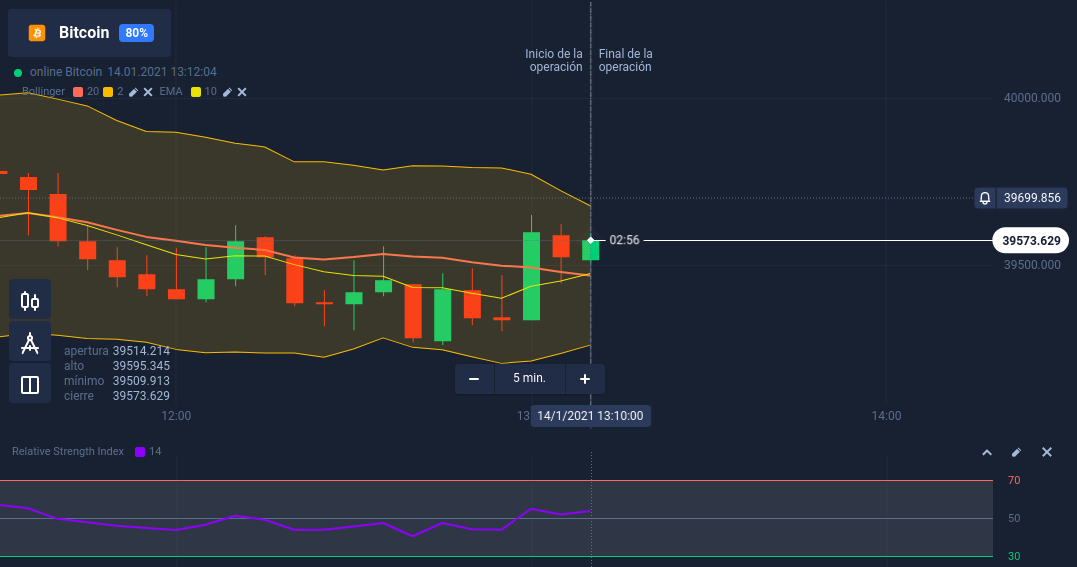 Bitcoin 80%
online Bitcoin 14.01.2021 13:12:04
Bollinger 20 2 EMA 10
Inicio de la
operación
Final de la
operación
40000.000
39699.856
02:56
39573.629
39500.000
apertura 39514.214
alto 39595.345
mínimo 39509.913
cierre 39573.629
− 5 min. +
12:00
13
14/1/2021 13:10:00
14:00
Relative Strength Index 14
70
50
30